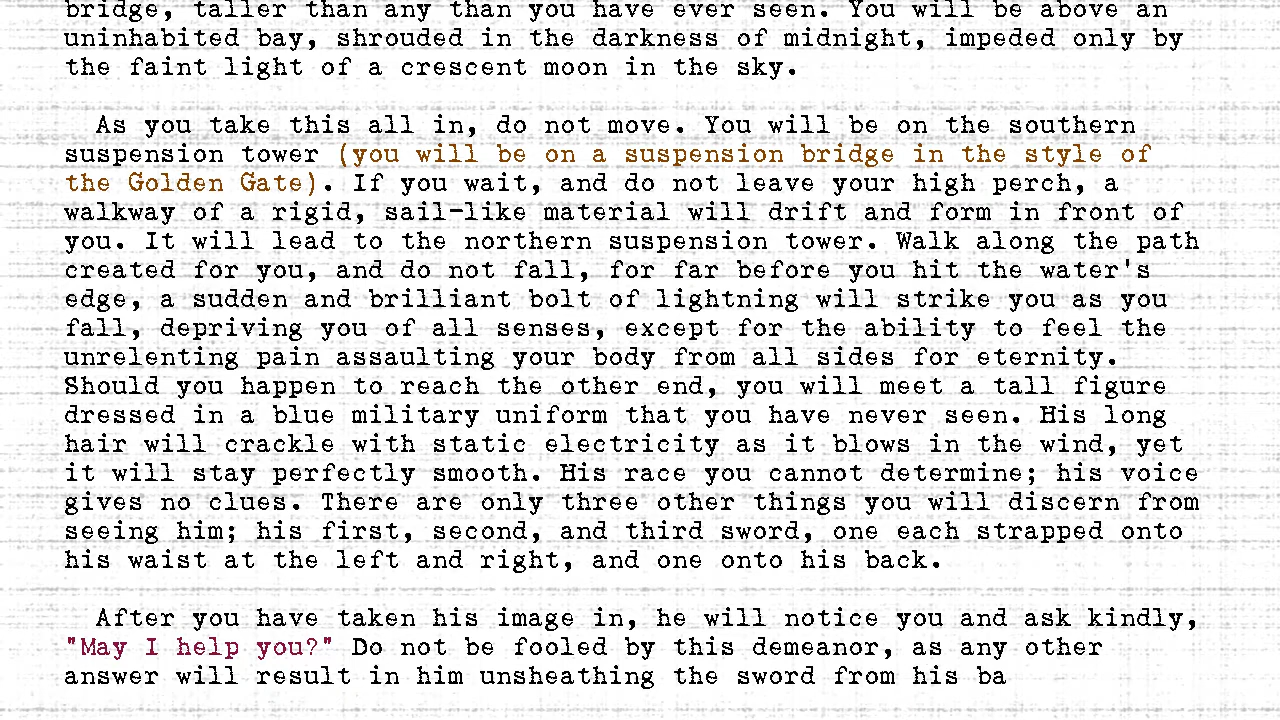 bridge, taller than any than you have ever seen. You will be above an
uninhabited bay, shrouded in the darkness of midnight, impeded only by
the faint light of a crescent moon in the sky.
As you take this all in, do not move. You will be on the southern
suspension tower (you will be on a suspension bridge in the style of
the Golden Gate). If you wait, and do not leave your high perch, a
walkway of a rigid, sail-like material will drift and form in front of
you. It will lead to the northern suspension tower. Walk along the path
created for you, and do not fall, for far before you hit the water's
edge, a sudden and brilliant bolt of lightning will strike you as you
fall, depriving you of all senses, except for the ability to feel the
unrelenting pain assaulting your body from all sides for eternity.
Should you happen to reach the other end, you will meet a tall figure
dressed in a blue military uniform that you have never seen. His long
hair will crackle with static electricity as it blows in the wind, yet
it will stay perfectly smooth. His race you cannot determine; his voice
gives no clues. There are only three other things you will discern from
seeing him; his first, second, and third sword, one each strapped onto
his waist at the left and right, and one onto his back.
After you have taken his image in, he will notice you and ask kindly,
"May I help you?" Do not be fooled by this demeanor, as any other
answer will result in him unsheathing the sword from his ba